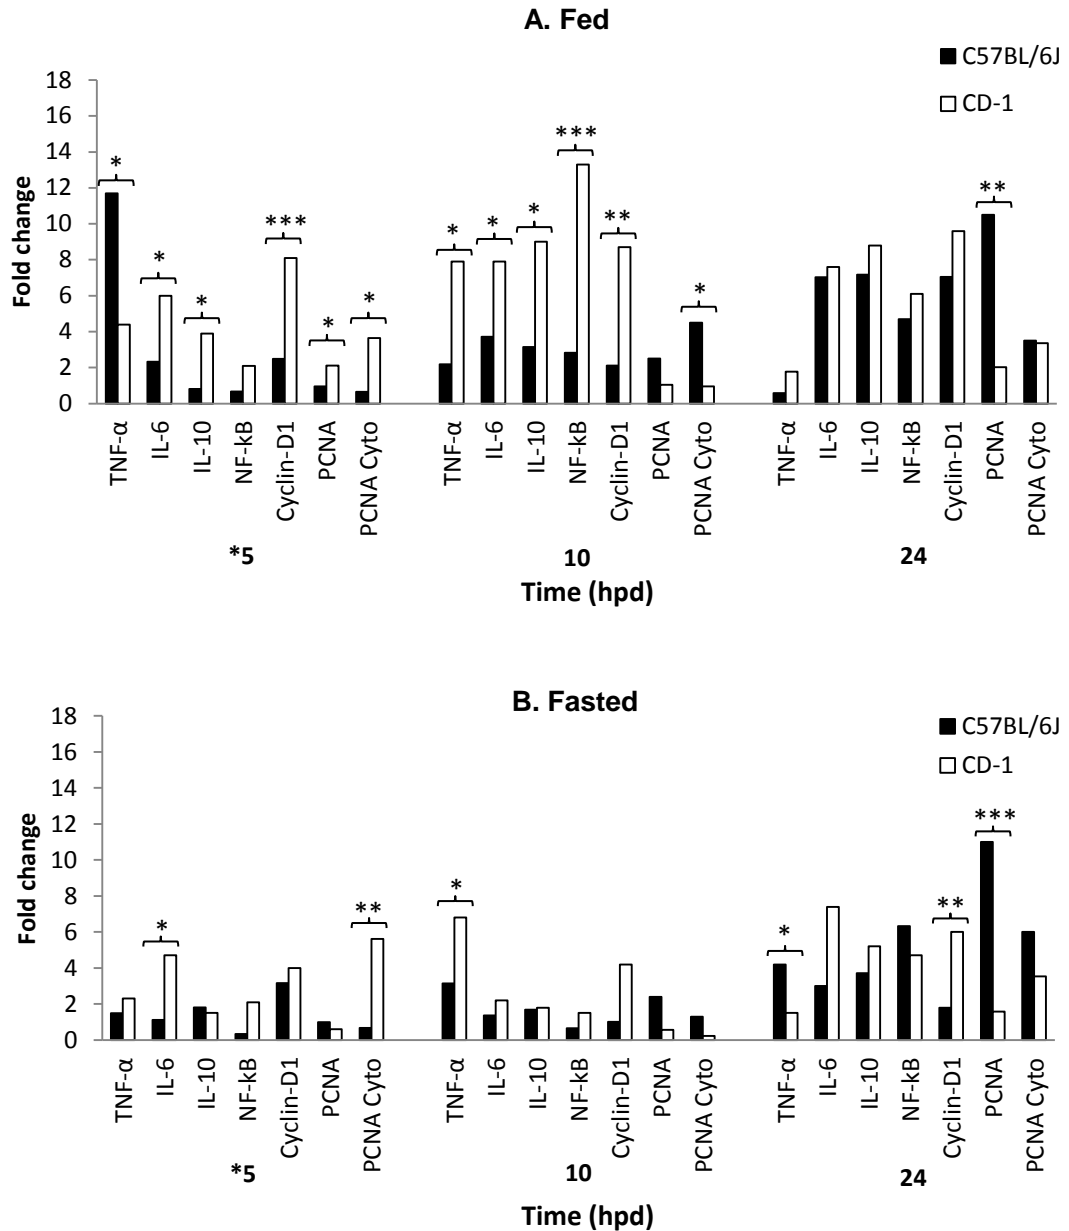 A. Fed
C57BL/6J
CD-1
Fold change
18
16
14
12
10
8
6
4
2
0
* * * *** * * * * * *** ** * **
TNF-α IL-6 IL-10 NF-kB Cyclin-D1 PCNA PCNA Cyto TNF-α IL-6 IL-10 NF-kB Cyclin-D1 PCNA PCNA Cyto TNF-α IL-6 IL-10 NF-kB Cyclin-D1 PCNA PCNA Cyto
*5 10 24
Time (hpd)
B. Fasted
C57BL/6J
CD-1
Fold change
18
16
14
12
10
8
6
4
2
0
* ** * * ** ***
TNF-α IL-6 IL-10 NF-kB Cyclin-D1 PCNA PCNA Cyto TNF-α IL-6 IL-10 NF-kB Cyclin-D1 PCNA PCNA Cyto TNF-α IL-6 IL-10 NF-kB Cyclin-D1 PCNA PCNA Cyto
*5 10 24
Time (hpd)